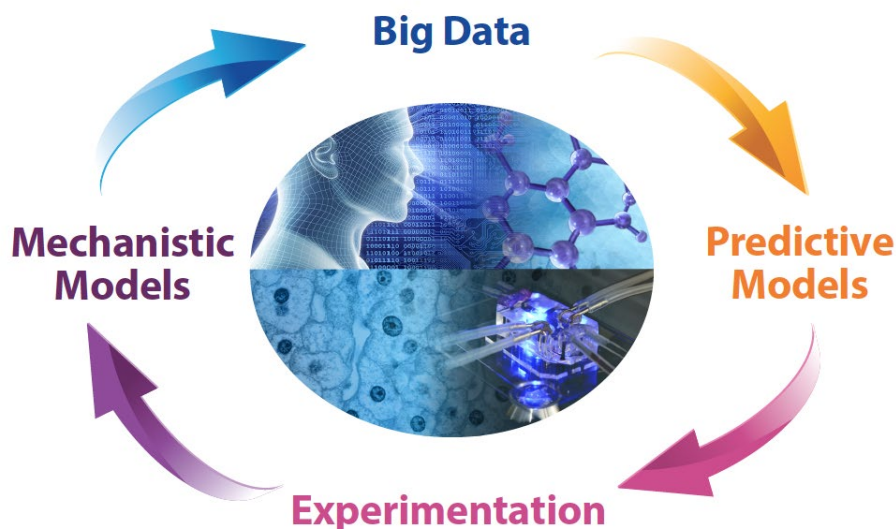 Big Data
Mechanistic
Models
Predictive
Models
Experimentation